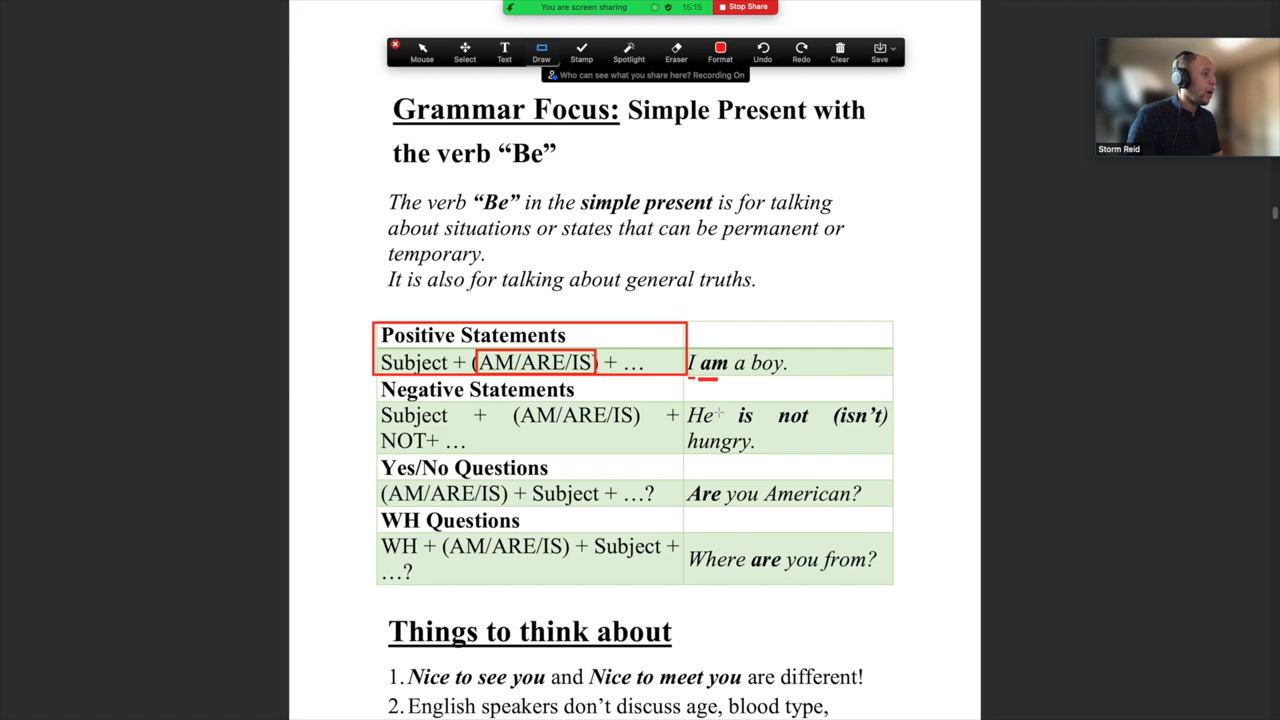 You are screen sharing 15:15 Stop Share
Mouse Select Text Draw Stamp Spotlight Eraser Format Undo Redo Clear Save
Who can see what you share here? Recording On
Storm Reid
Grammar Focus: Simple Present with
the verb “Be”
The verb “Be” in the simple present is for talking
about situations or states that can be permanent or
temporary.
It is also for talking about general truths.
Positive Statements
Subject + (AM/ARE/IS) + … I am a boy.
Negative Statements
Subject + (AM/ARE/IS) + He is not (isn’t)
NOT+ … hungry.
Yes/No Questions
(AM/ARE/IS) + Subject + …? Are you American?
WH Questions
WH + (AM/ARE/IS) + Subject + Where are you from?
…?
Things to think about
1. Nice to see you and Nice to meet you are different!
2. English speakers don’t discuss age, blood type,